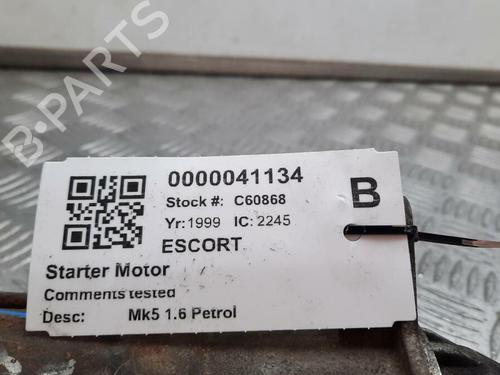 B-PARTS
0000041134
Stock #: C60868
B
Yr:1999 IC: 2245
ESCORT
Starter Motor
Comments tested
Desc: Mk5 1.6 Petrol